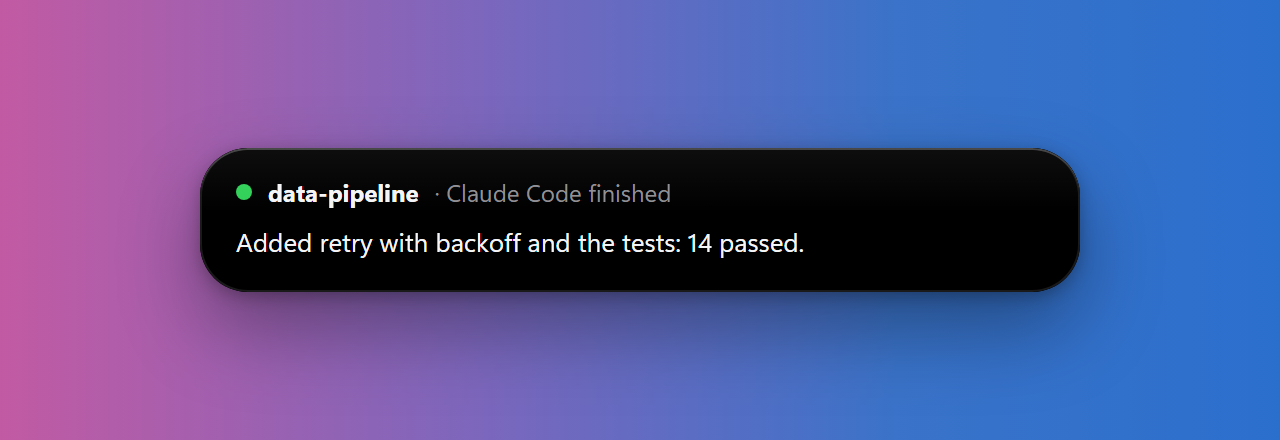 data-pipeline · Claude Code finished
Added retry with backoff and the tests: 14 passed.